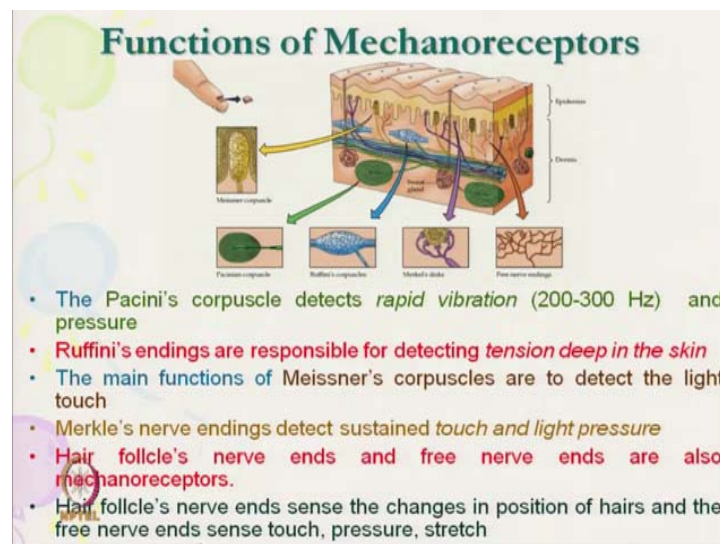 Functions of Mechanoreceptors
Epidermis
Dermis
Sweat
gland
Meissner corpuscle
Pacinian corpuscle
Ruffini's corpuscles
Merkel's disks
Free nerve endings
• The Pacini's corpuscle detects rapid vibration (200-300 Hz) and
pressure
• Ruffini's endings are responsible for detecting tension deep in the skin
• The main functions of Meissner's corpuscles are to detect the light
touch
• Merkle's nerve endings detect sustained touch and light pressure
• Hair follcle's nerve ends and free nerve ends are also
mechanoreceptors.
• Hair follcle's nerve ends sense the changes in position of hairs and the
free nerve ends sense touch, pressure, stretch
NPTEL